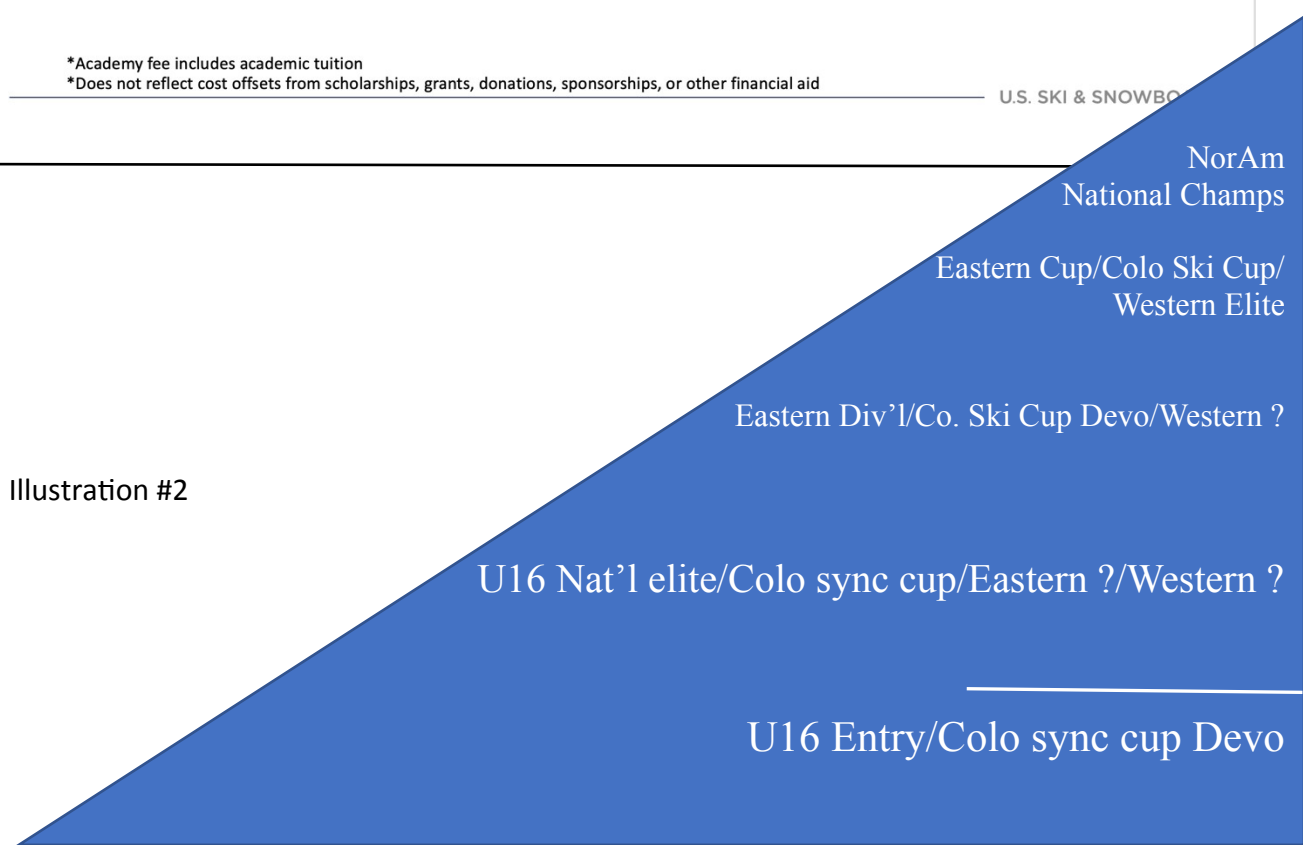 *Academy fee includes academic tuition
*Does not reflect cost offsets from scholarships, grants, donations, sponsorships, or other financial aid
U.S. SKI & SNOWBO
NorAm
National Champs
Eastern Cup/Colo Ski Cup/
Western Elite
Eastern Div’l/Co. Ski Cup Devo/Western ?
Illustration #2
U16 Nat’l elite/Colo sync cup/Eastern ?/Western ?
U16 Entry/Colo sync cup Devo